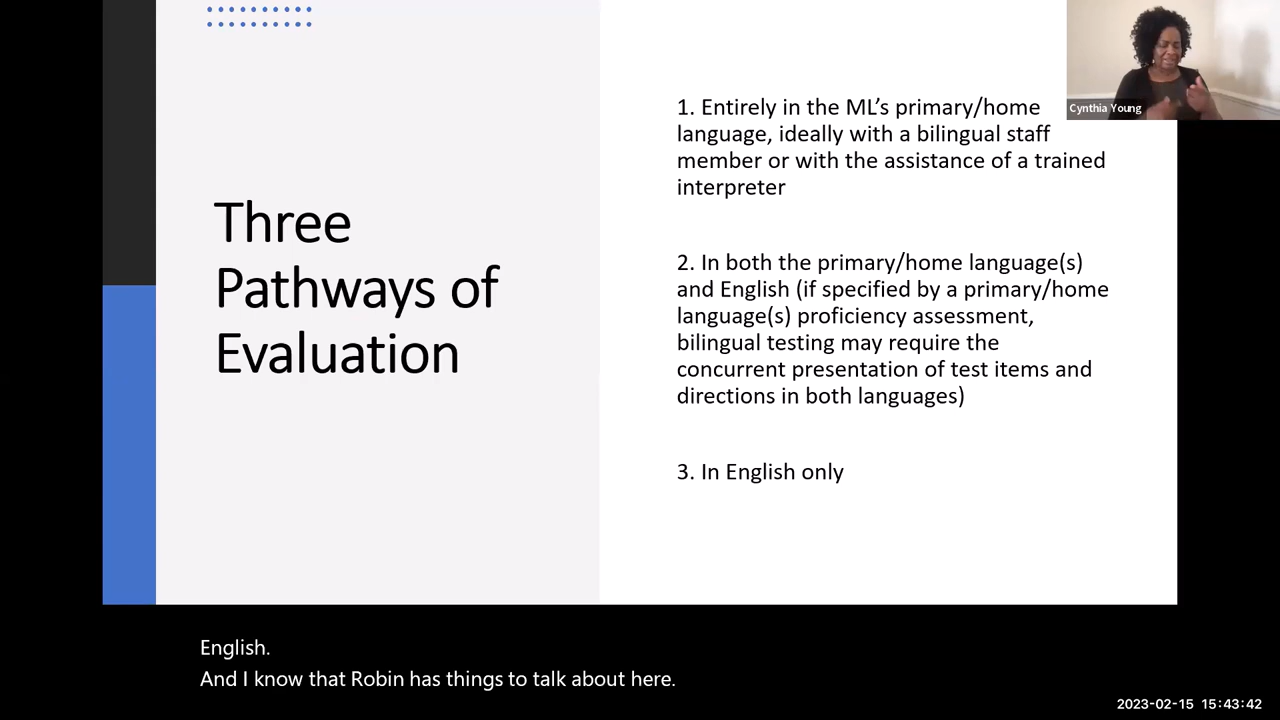 Three
Pathways of
Evaluation
1. Entirely in the ML’s primary/home
language, ideally with a bilingual staff
member or with the assistance of a trained
interpreter
2. In both the primary/home language(s)
and English (if specified by a primary/home
language(s) proficiency assessment,
bilingual testing may require the
concurrent presentation of test items and
directions in both languages)
3. In English only
Cynthia Young
English.
And I know that Robin has things to talk about here.
2023-02-15 15:43:42